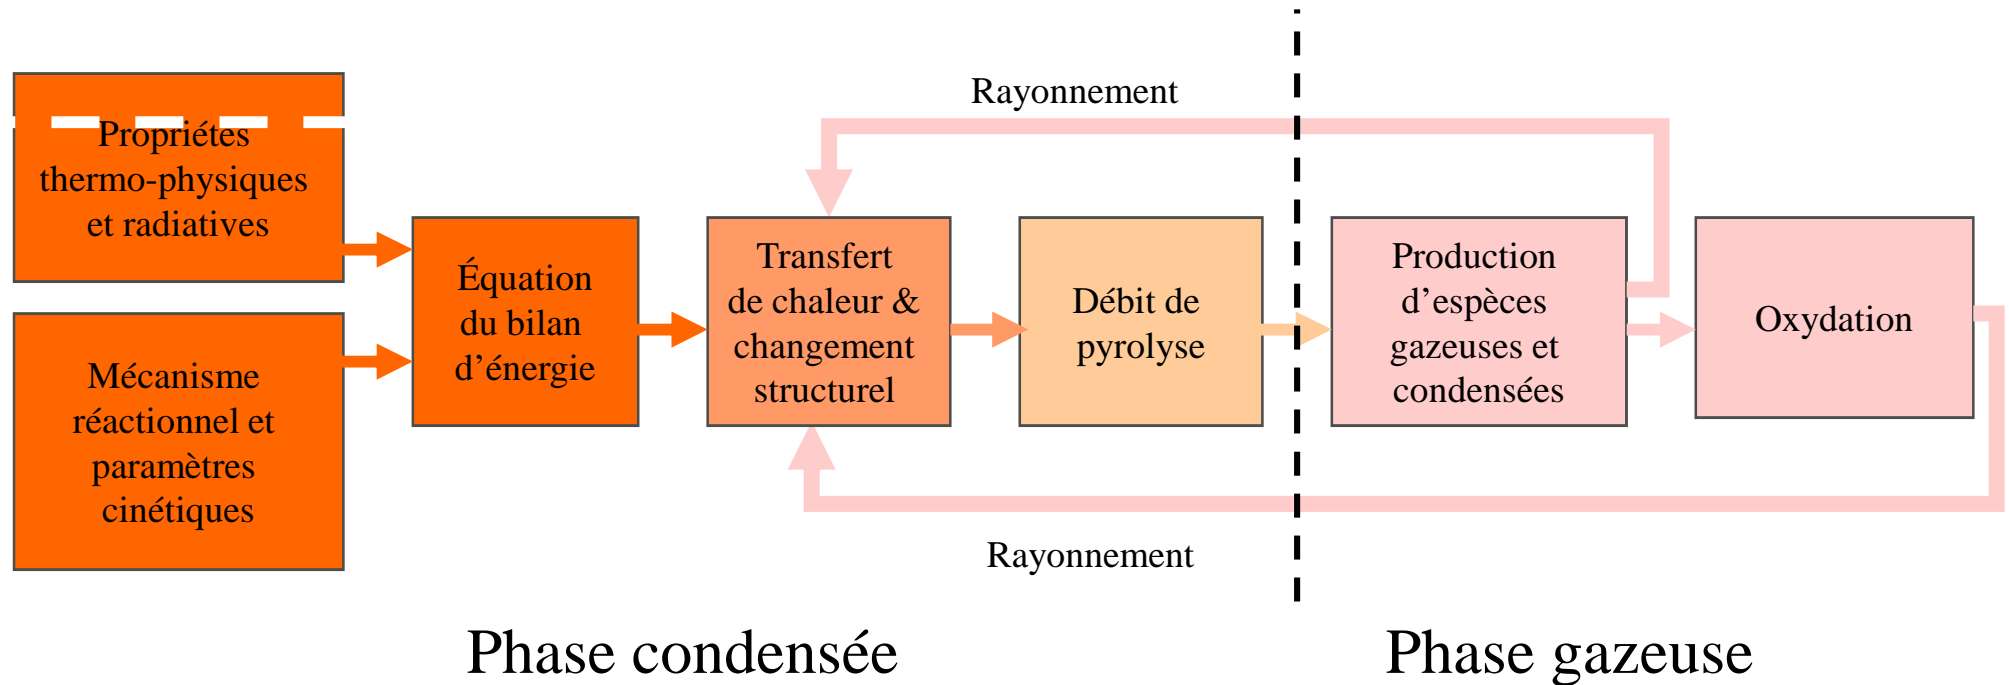 Rayonnement
Propriétes
thermo-physiques
et radiatives
Mécanisme
réactionnel et
paramètres
cinétiques
Équation
du bilan
d’énergie
Transfert
de chaleur &
changement
structurel
Débit de
pyrolyse
Production
d’espèces
gazeuses et
condensées
Oxydation
Rayonnement
Phase condensée
Phase gazeuse